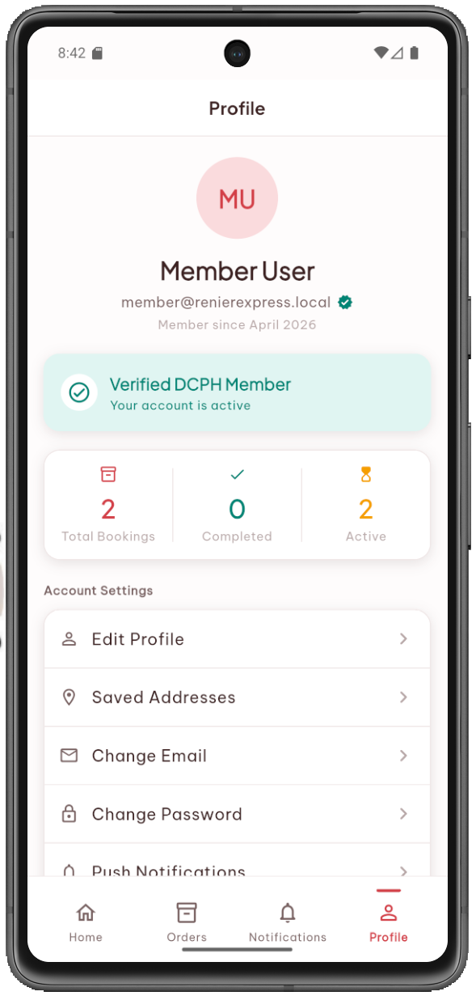 8:42
Profile
MU
Member User
member@renierexpress.local
Member since April 2026
Verified DCPH Member
Your account is active
2 0 2
Total Bookings Completed Active
Account Settings
Edit Profile
Saved Addresses
Change Email
Change Password
Push Notifications
Home Orders Notifications Profile